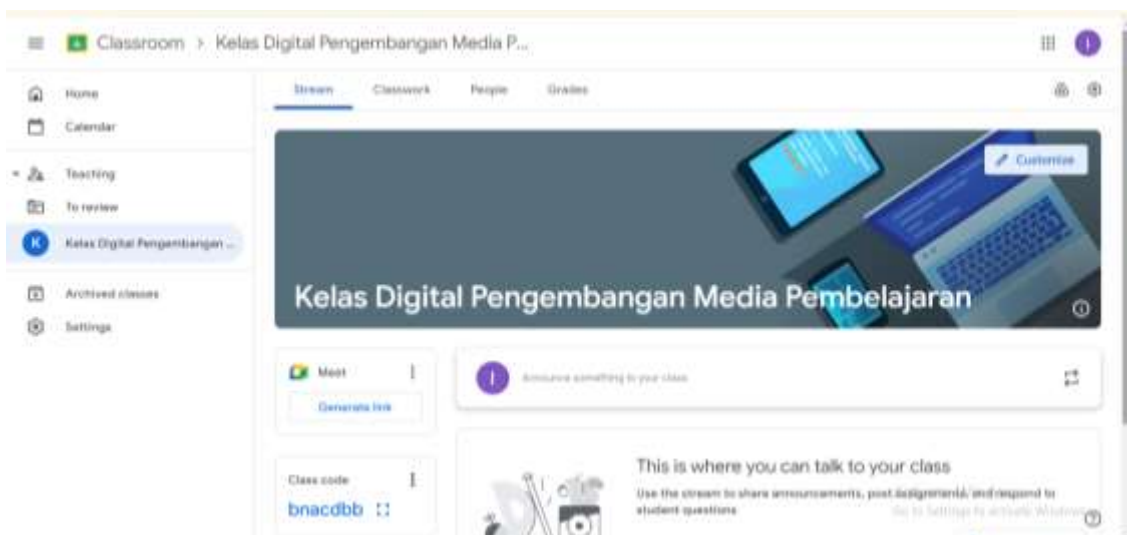 Classroom > Kelas Digital Pengembangan Media P...
I
Home
Calendar
Teaching
To review
K Kelas Digital Pengembangan ...
Archived classes
Settings
Stream Classwork People Grades
Customize
Kelas Digital Pengembangan Media Pembelajaran
Meet
Generate link
Class code
bnacdbb
I Announce something to your class
This is where you can talk to your class
Use the stream to share announcements, post assignments, and respond to
student questions
Go to Settings to activate Windows